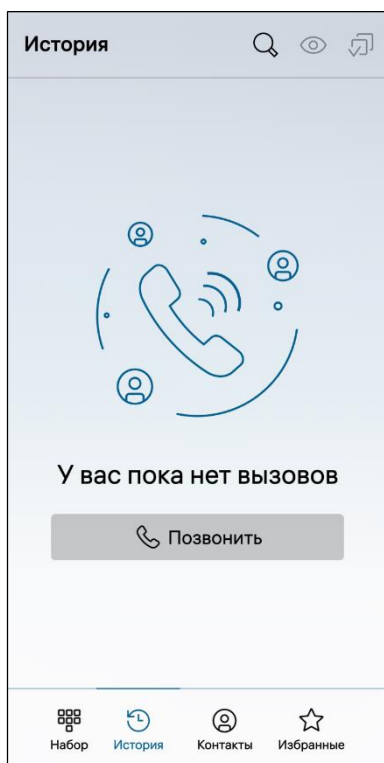 История
У вас пока нет вызовов
Позвонить
Набор
История
Контакты
Избранные